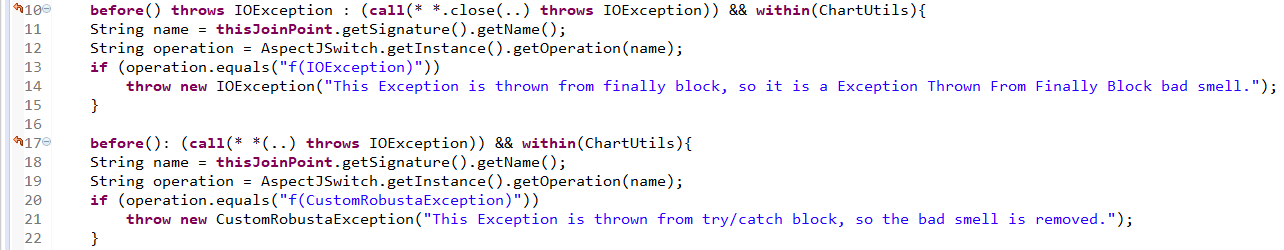 10 before() throws IOException : (call(* *.close(..) throws IOException)) && within(ChartUtils){
11 String name = thisJoinPoint.getSignature().getName();
12 String operation = AspectJSwitch.getInstance().getOperation(name);
13 if (operation.equals("f(IOException)"))
14 throw new IOException("This Exception is thrown from finally block, so it is a Exception Thrown From Finally Block bad smell.");
15 }
16
17 before(): (call(* *(..) throws IOException)) && within(ChartUtils){
18 String name = thisJoinPoint.getSignature().getName();
19 String operation = AspectJSwitch.getInstance().getOperation(name);
20 if (operation.equals("f(CustomRobustaException)"))
21 throw new CustomRobustaException("This Exception is thrown from try/catch block, so the bad smell is removed.");
22 }